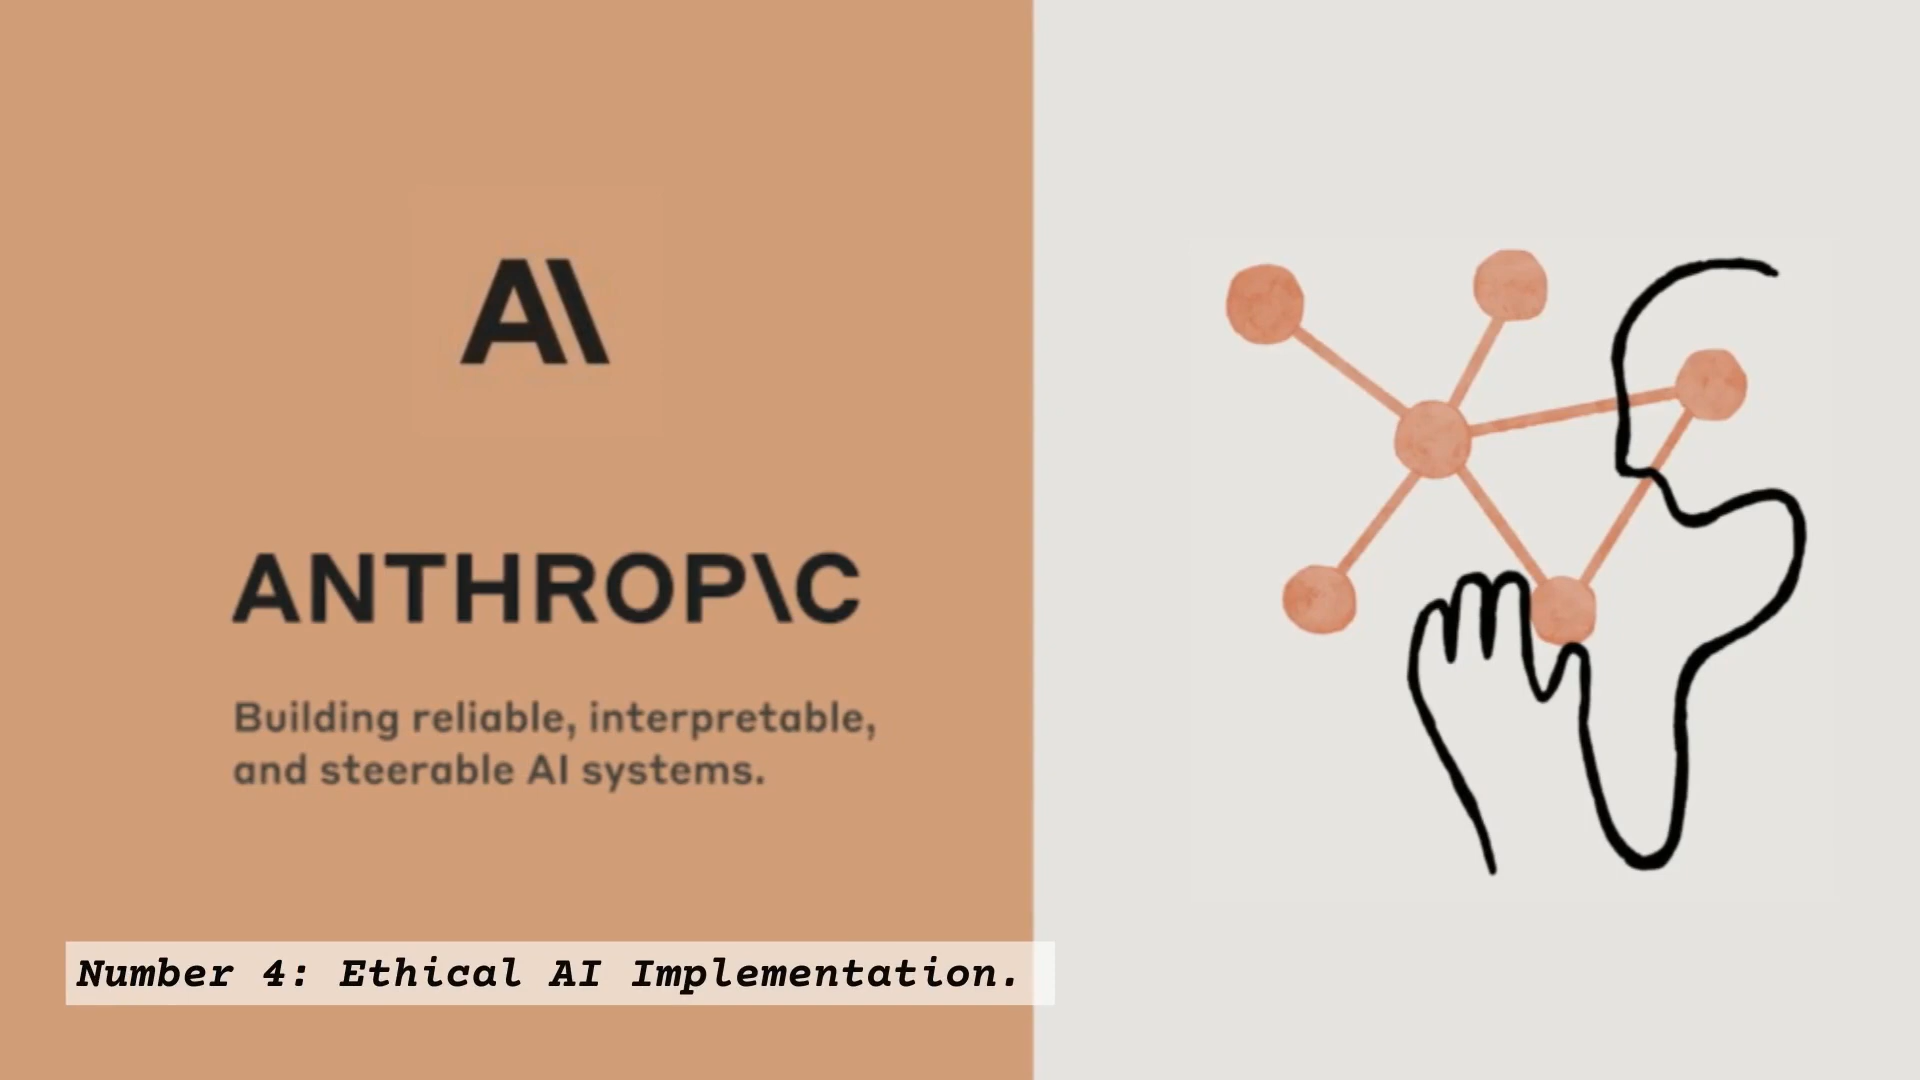 A\
ANTHROP\C
Building reliable, interpretable,
and steerable AI systems.
Number 4: Ethical AI Implementation.